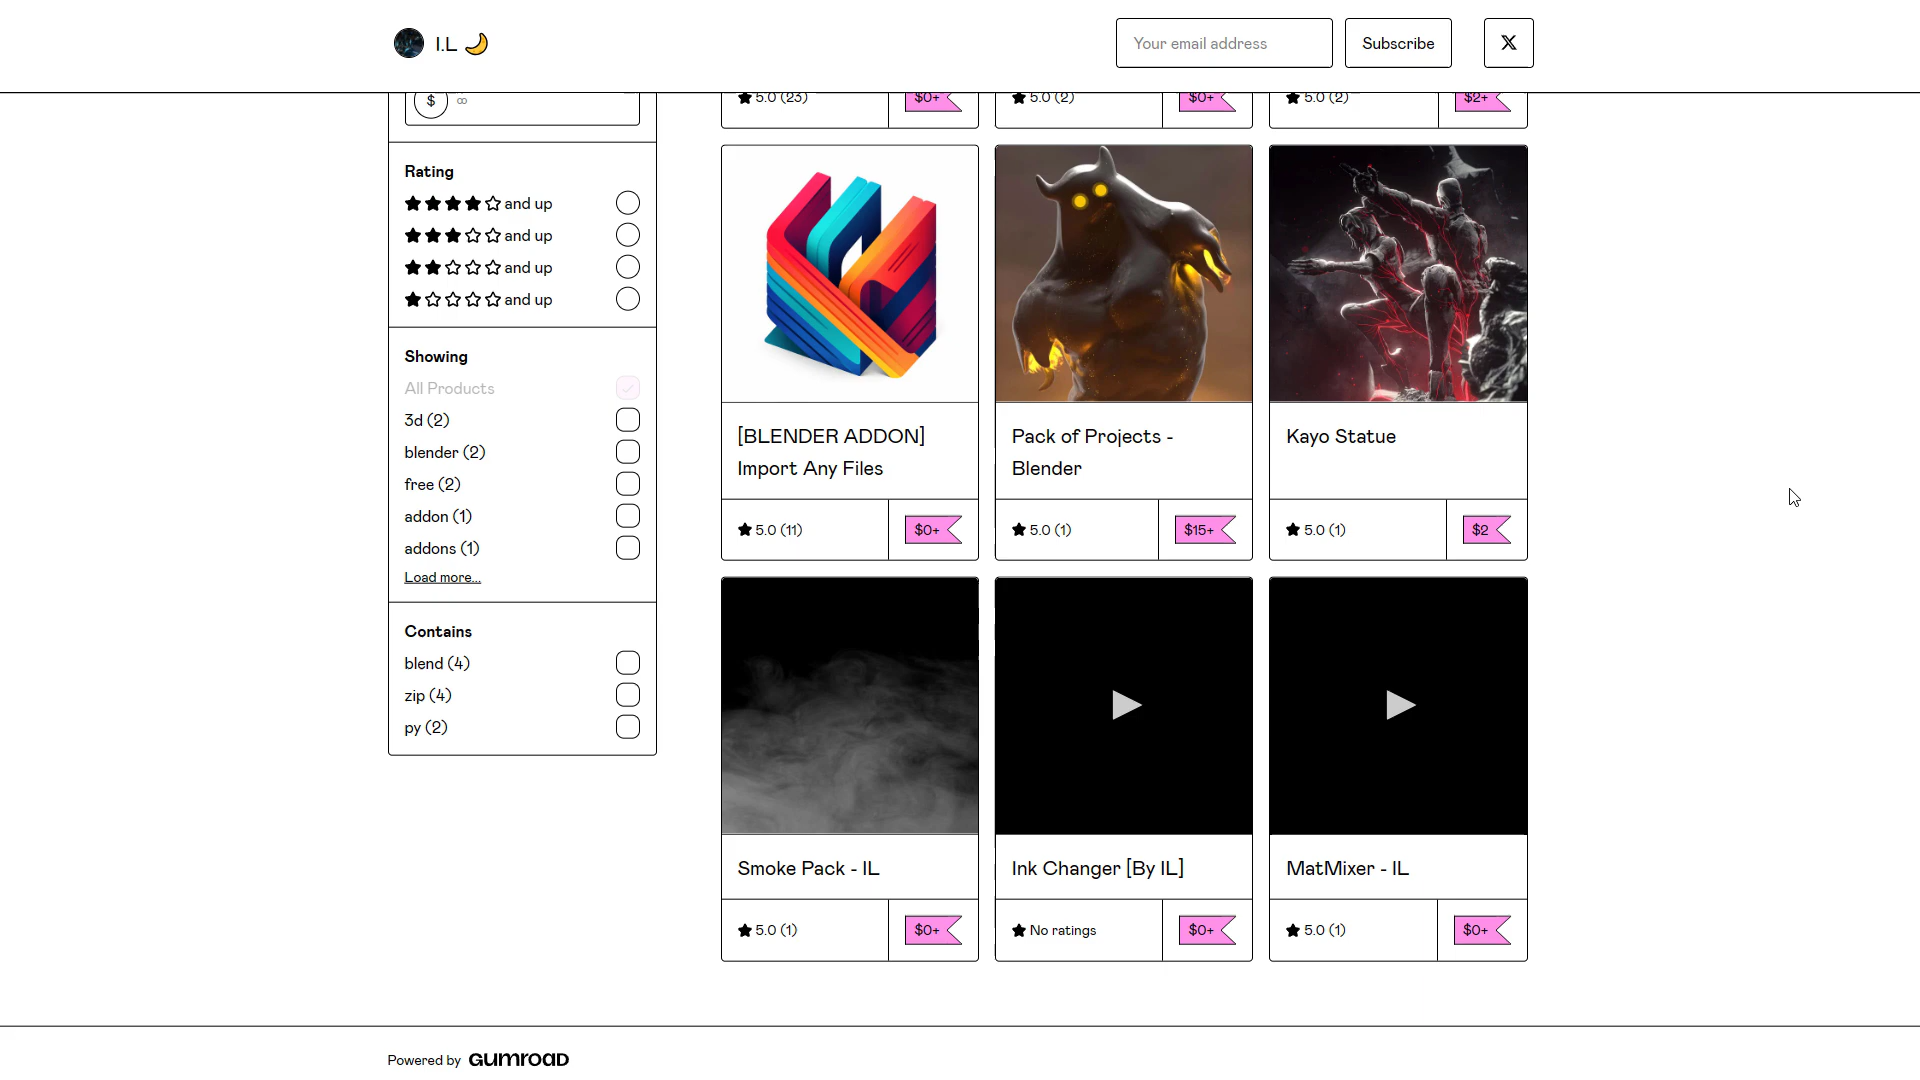 I.L 🌙
Your email address
Subscribe
$ ∞
5.0 (23) $0+
5.0 (2) $0+
5.0 (2) $2+
Rating
and up
and up
and up
and up
Showing
All Products
3d (2)
blender (2)
free (2)
addon (1)
addons (1)
Load more...
Contains
blend (4)
zip (4)
py (2)
[BLENDER ADDON]
Import Any Files
5.0 (11) $0+
Pack of Projects -
Blender
5.0 (1) $15+
Kayo Statue
5.0 (1) $2
Smoke Pack - IL
5.0 (1) $0+
Ink Changer [By IL]
No ratings $0+
MatMixer - IL
5.0 (1) $0+
Powered by GUMROAD